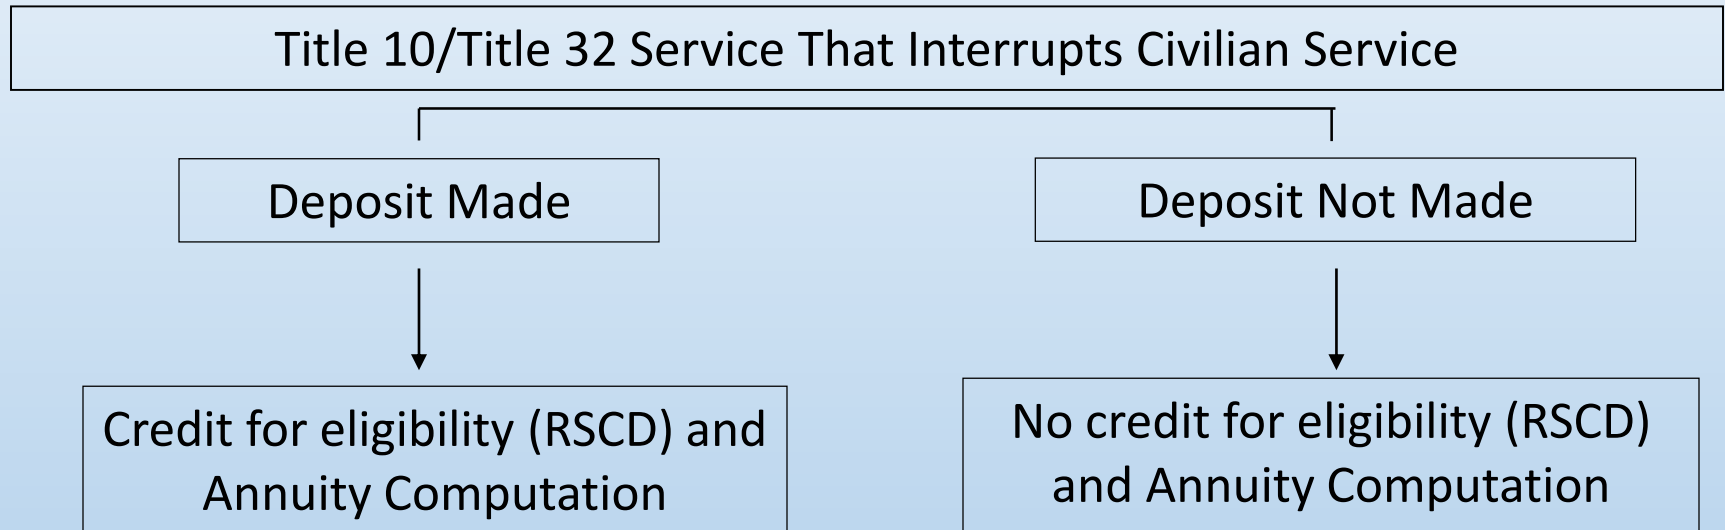 Title 10/Title 32 Service That Interrupts Civilian Service
Deposit Made
Deposit Not Made
Credit for eligibility (RSCD) and
Annuity Computation
No credit for eligibility (RSCD)
and Annuity Computation